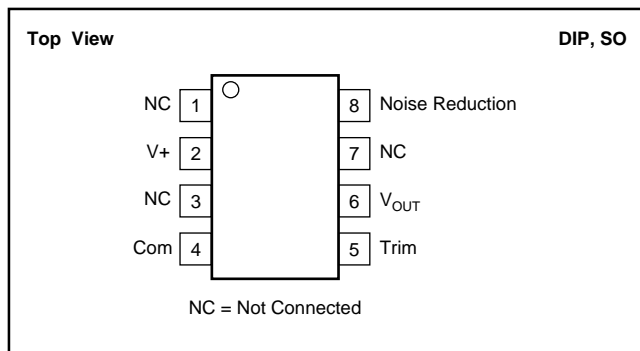 Top View DIP, SO
NC 1 8 Noise Reduction
V+ 2 7 NC
NC 3 6 VOUT
Com 4 5 Trim
NC = Not Connected